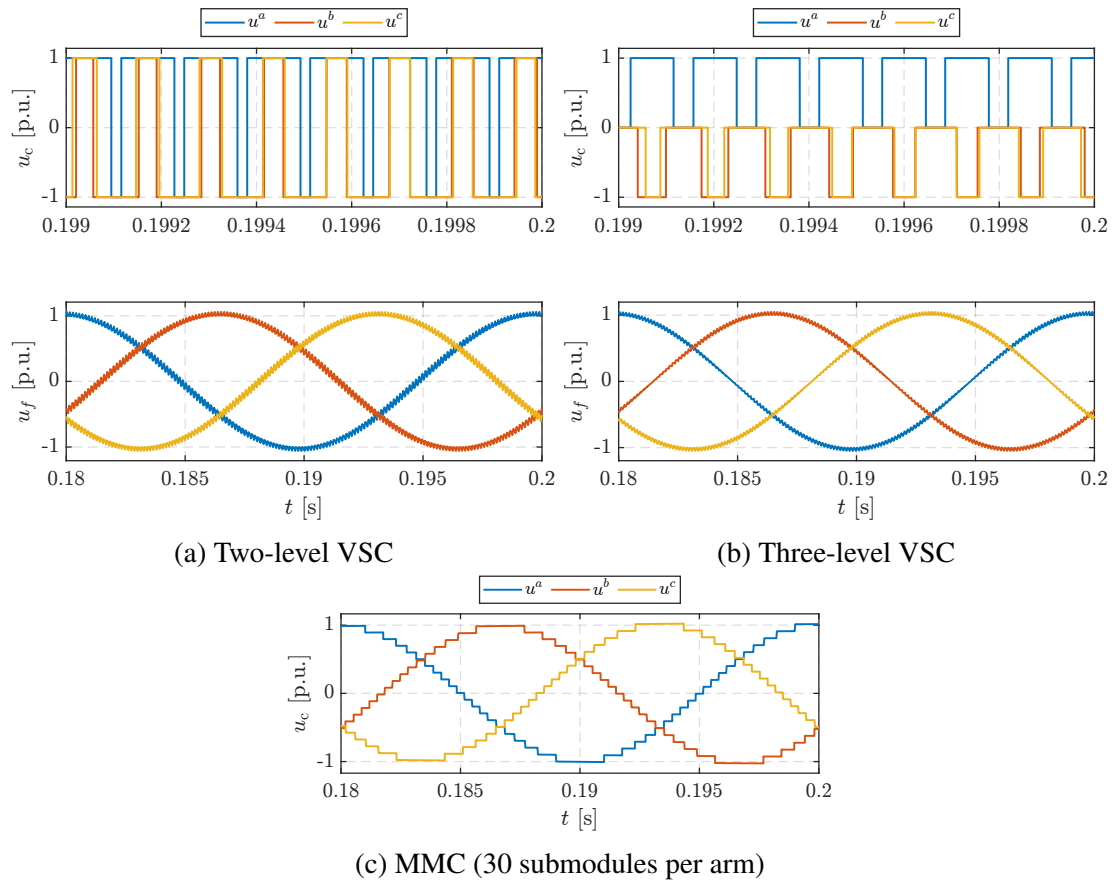 u^a u^b u^c
u^a u^b u^c
u_c [p.u.]
1
0
-1
0.199 0.1992 0.1994 0.1996 0.1998 0.2
u_c [p.u.]
1
0
-1
0.199 0.1992 0.1994 0.1996 0.1998 0.2
u_f [p.u.]
1
0
-1
0.18 0.185 0.19 0.195 0.2
t [s]
u_f [p.u.]
1
0
-1
0.18 0.185 0.19 0.195 0.2
t [s]
(a) Two-level VSC
(b) Three-level VSC
u^a u^b u^c
u_c [p.u.]
1
0
-1
0.18 0.185 0.19 0.195 0.2
t [s]
(c) MMC (30 submodules per arm)